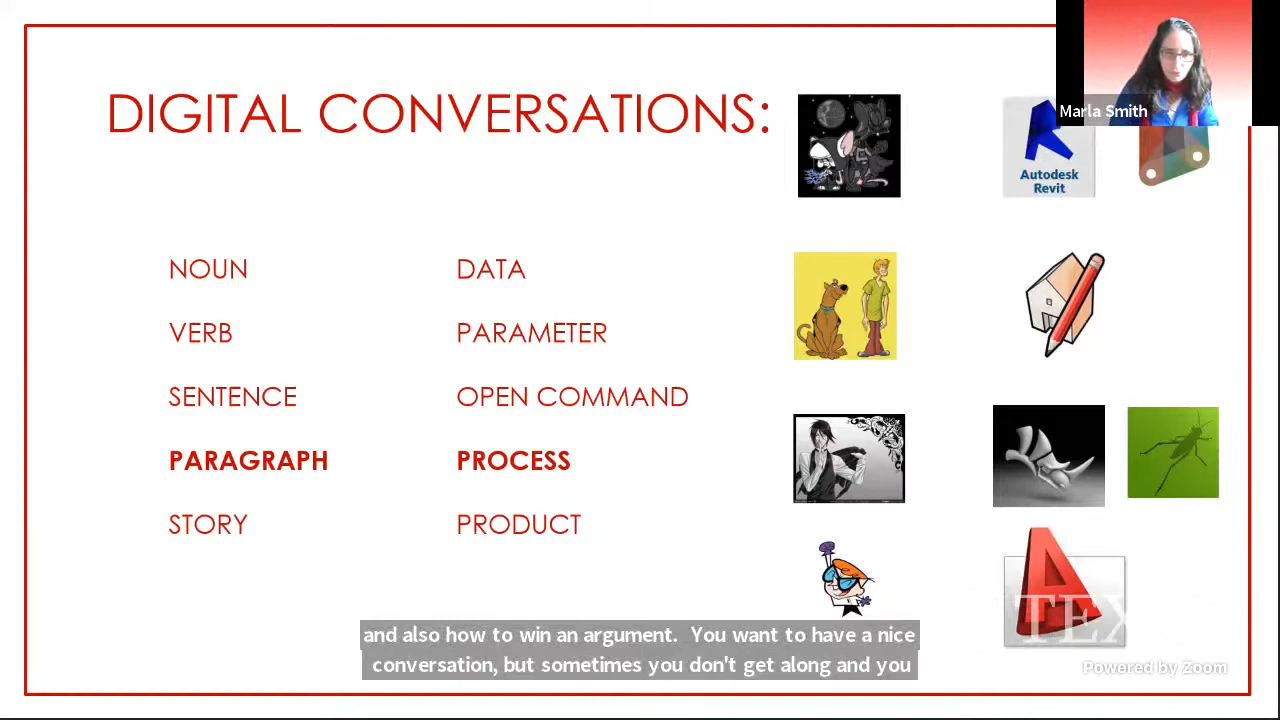 DIGITAL CONVERSATIONS:
Marla Smith
Autodesk
Revit
NOUN DATA
VERB PARAMETER
SENTENCE OPEN COMMAND
PARAGRAPH PROCESS
STORY PRODUCT
and also how to win an argument. You want to have a nice
conversation, but sometimes you don't get along and you
Powered by Zoom